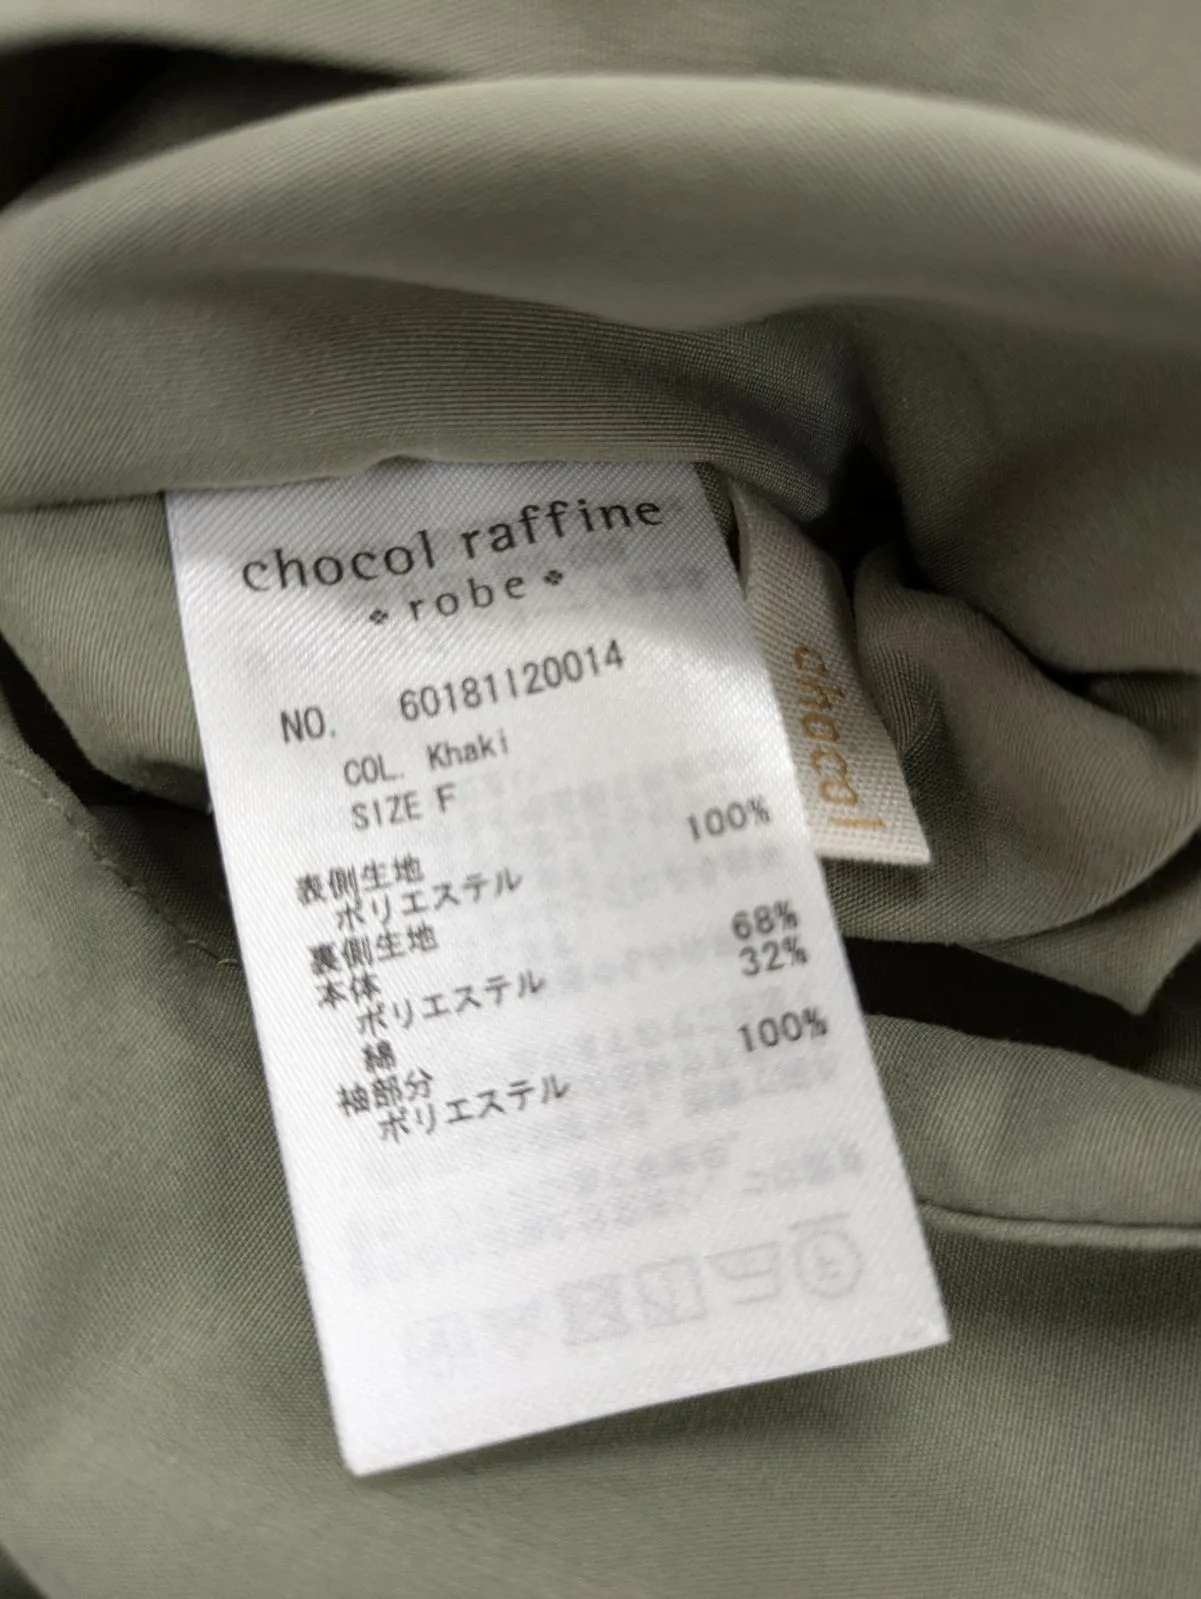 chocol raffine
robe
NO. 60181120014
COL. Khaki
SIZE F
表側生地
ポリエステル 100%
裏側生地
本体
ポリエステル 68%
綿 32%
袖部分
ポリエステル 100%
chocol